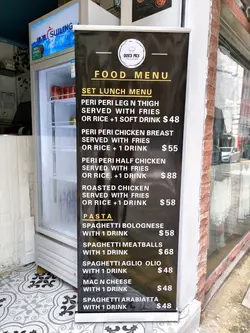 FOOD MENU
SET LUNCH MENU
PERI PERI LEG N THIGH
SERVED WITH FRIES
OR RICE + 1 SOFT DRINK $48
PERI PERI CHICKEN BREAST
SERVED WITH FRIES
OR RICE + 1 DRINK $55
PERI PERI HALF CHICKEN
SERVED WITH FRIES
OR RICE + 1 DRINK $88
ROASTED CHICKEN
SERVED WITH FRIES
OR RICE + 1 DRINK $58
PASTA
SPAGHETTI BOLOGNESE
WITH 1 DRINK $58
SPAGHETTI MEATBALLS
WITH 1 DRINK $68
SPAGHETTI AGLIO OLIO
WITH 1 DRINK $48
MAC N CHEESE
WITH 1 DRINK $48
SPAGHETTI ARABIATTA
WITH 1 DRINK $48